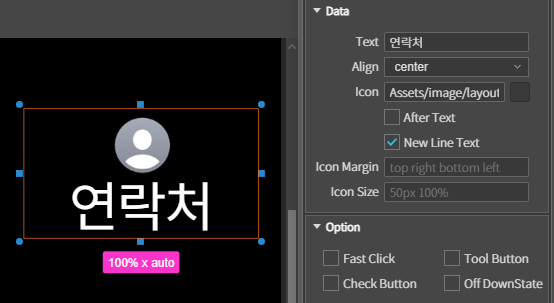 연락처
100% x auto
Data
Text 연락처
Align center
Icon Assets/image/layout
After Text
New Line Text
Icon Margin top right bottom left
Icon Size 50px 100%
Option
Fast Click Tool Button
Check Button Off DownState